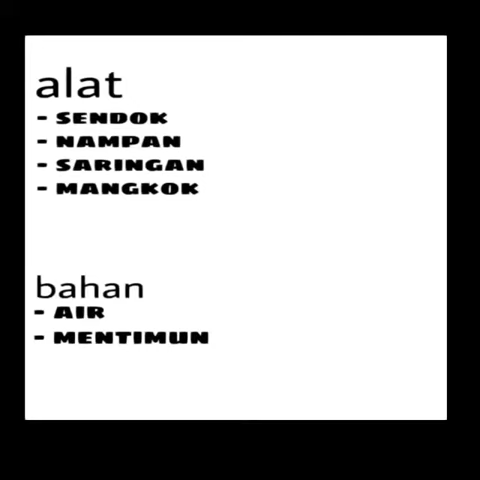 alat
- SENDOK
- NAMPAN
- SARINGAN
- MANGKOK
bahan
- AIR
- MENTIMUN